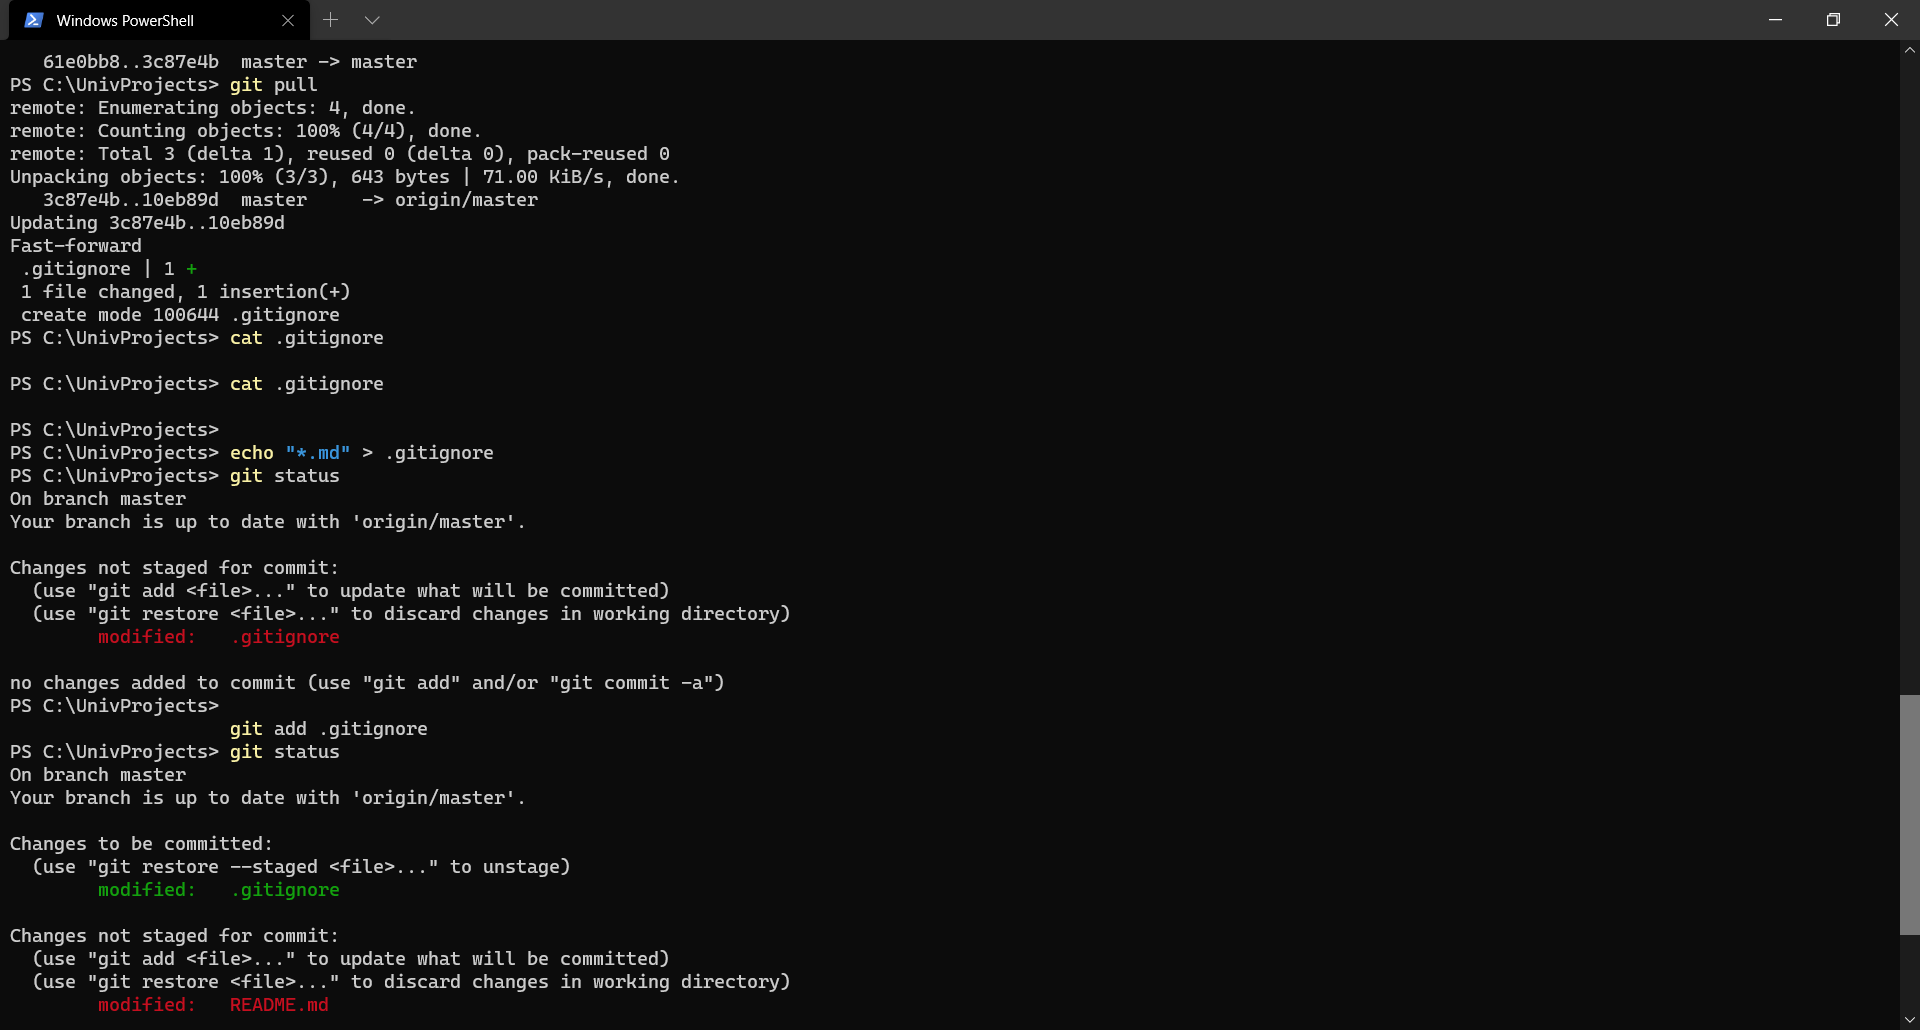 Windows PowerShell
61e0bb8..3c87e4b  master -> master
PS C:\UnivProjects> git pull
remote: Enumerating objects: 4, done.
remote: Counting objects: 100% (4/4), done.
remote: Total 3 (delta 1), reused 0 (delta 0), pack-reused 0
Unpacking objects: 100% (3/3), 643 bytes | 71.00 KiB/s, done.
   3c87e4b..10eb89d  master     -> origin/master
Updating 3c87e4b..10eb89d
Fast-forward
 .gitignore | 1 +
 1 file changed, 1 insertion(+)
 create mode 100644 .gitignore
PS C:\UnivProjects> cat .gitignore
PS C:\UnivProjects> cat .gitignore
PS C:\UnivProjects>
PS C:\UnivProjects> echo "*.md" > .gitignore
PS C:\UnivProjects> git status
On branch master
Your branch is up to date with 'origin/master'.
Changes not staged for commit:
  (use "git add <file>..." to update what will be committed)
  (use "git restore <file>..." to discard changes in working directory)
        modified:   .gitignore
no changes added to commit (use "git add" and/or "git commit -a")
PS C:\UnivProjects>
                    git add .gitignore
PS C:\UnivProjects> git status
On branch master
Your branch is up to date with 'origin/master'.
Changes to be committed:
  (use "git restore --staged <file>..." to unstage)
        modified:   .gitignore
Changes not staged for commit:
  (use "git add <file>..." to update what will be committed)
  (use "git restore <file>..." to discard changes in working directory)
        modified:   README.md